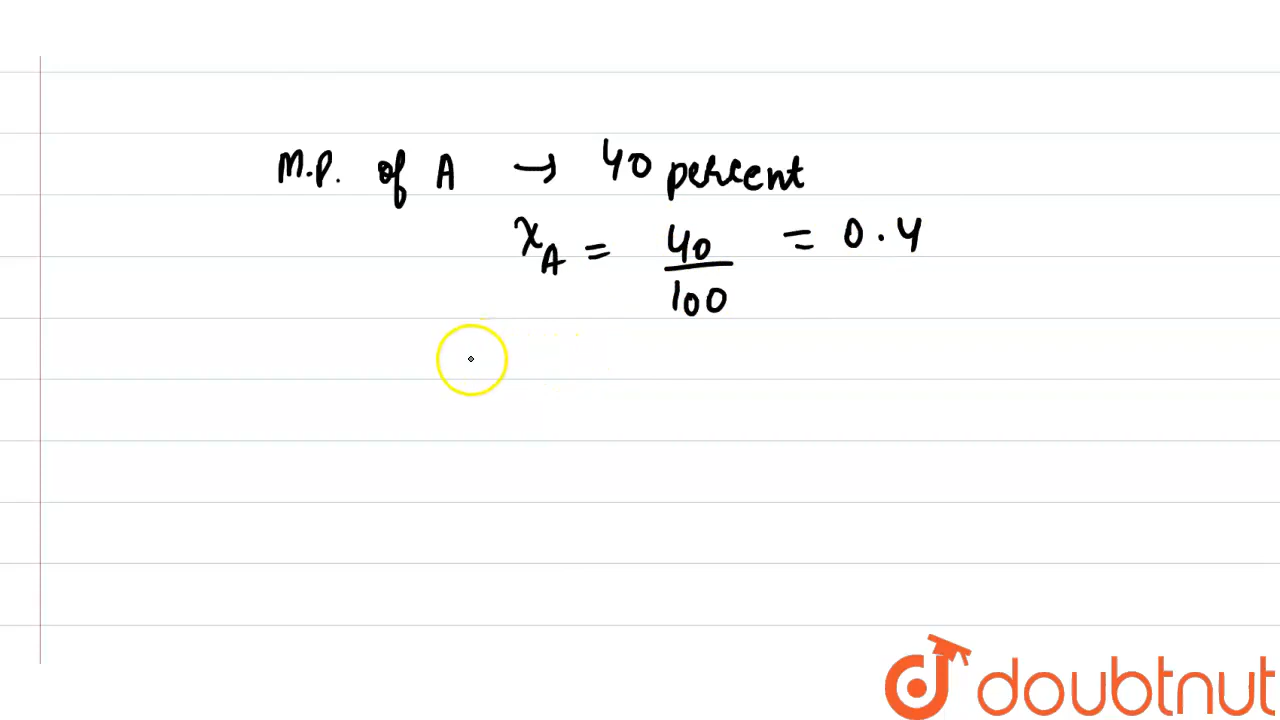 M.P. of A → 40 percent
x_A = 40/100 = 0.4
doubtnut